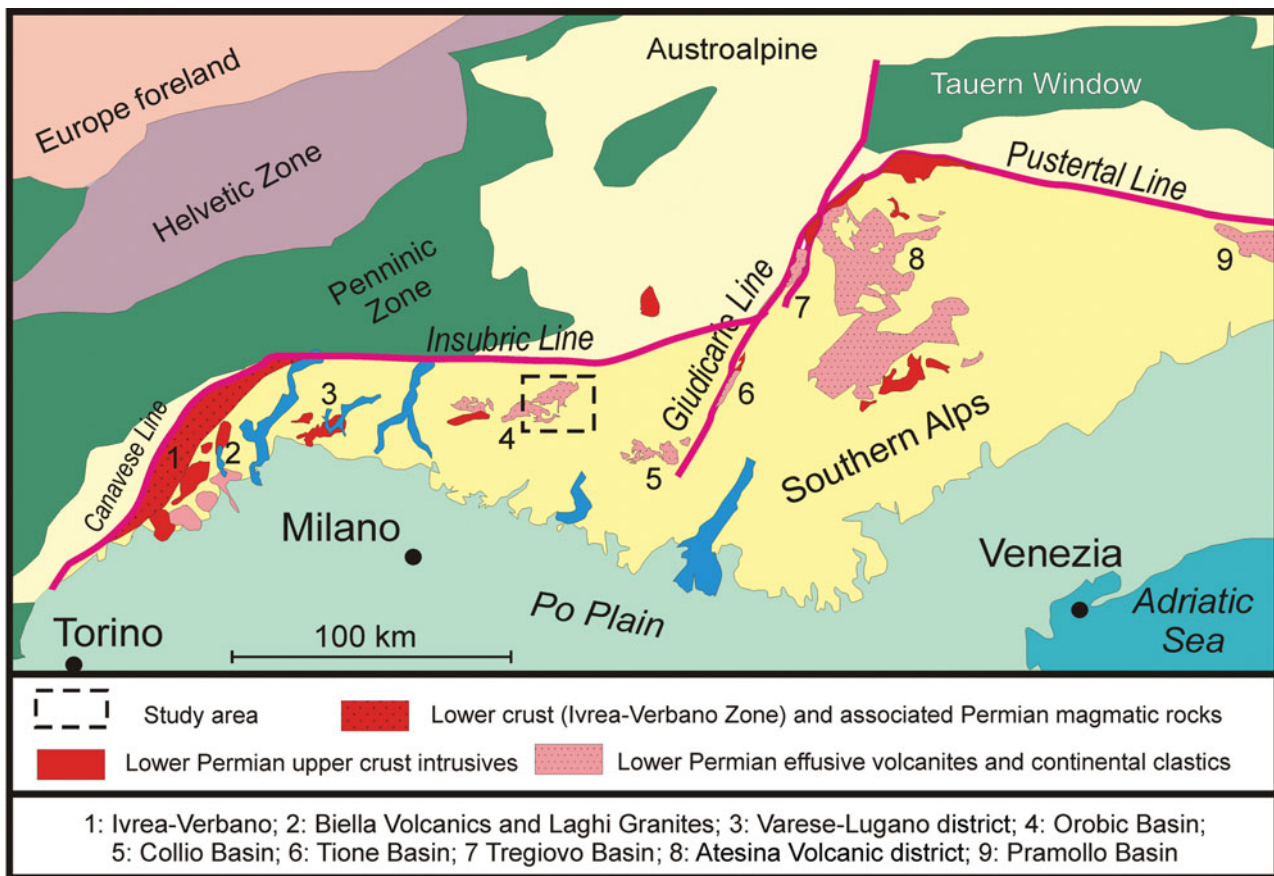 Europe foreland
Helvetic Zone
Penninic
Zone
Austroalpine
Tauern Window
Pustertal Line
Insubric Line
Giudicarie Line
Canavese Line
1
2
3
4
5
6
7
8
9
Southern Alps
Milano
Venezia
Po Plain
Adriatic
Sea
Torino
100 km
Study area
Lower crust (Ivrea-Verbano Zone) and associated Permian magmatic rocks
Lower Permian upper crust intrusives
Lower Permian effusive volcanites and continental clastics
1: Ivrea-Verbano; 2: Biella Volcanics and Laghi Granites; 3: Varese-Lugano district; 4: Orobic Basin;
5: Collio Basin; 6: Tione Basin; 7 Tregiovo Basin; 8: Atesina Volcanic district; 9: Pramollo Basin